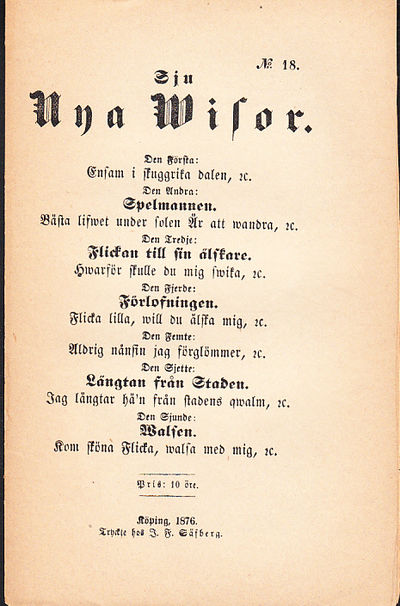 № 18.
Sju
Nya Wisor.
Den Första:
Ensam i skuggrika dalen, ꝛc.
Den Andra:
Spelmannen.
Bästa lifwet under solen Är att wandra, ꝛc.
Den Tredje:
Flickan till sin älskare.
Hwarför skulle du mig swika, ꝛc.
Den Fjerde:
Förlofningen.
Flicka lilla, will du älska mig, ꝛc.
Den Femte:
Aldrig nånsin jag förglömmer, ꝛc.
Den Sjette:
Längtan från Staden.
Jag längtar hä'n från stadens qwalm, ꝛc.
Den Sjunde:
Walsen.
Kom sköna Flicka, walsa med mig, ꝛc.
Pris: 10 öre.
Köping, 1876.
Tryckt hos J. F. Säfberg.